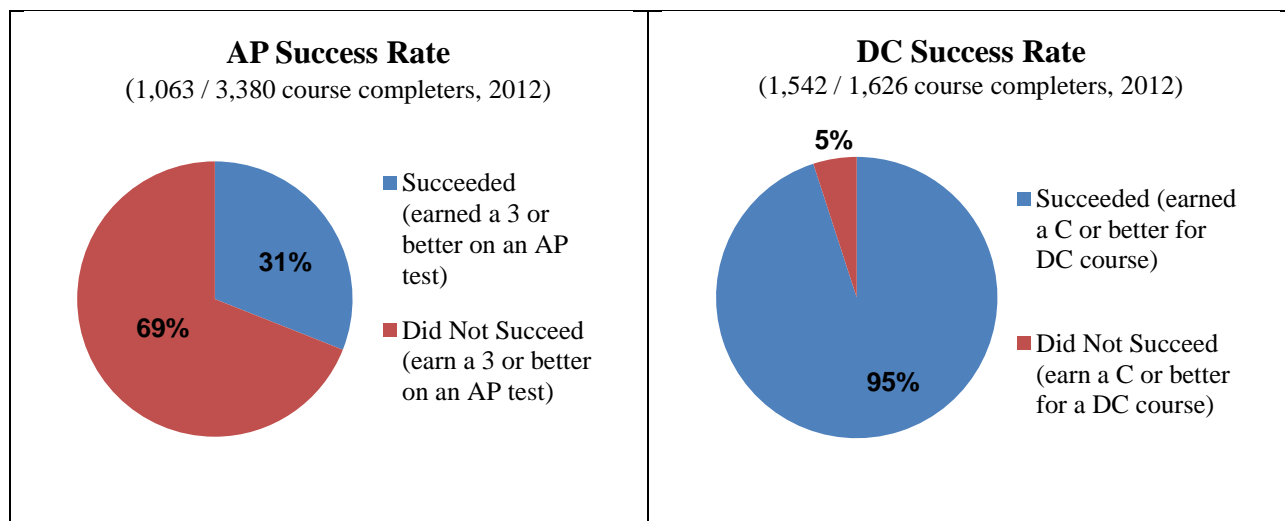 AP Success Rate
(1,063 / 3,380 course completers, 2012)
31%
69%
Succeeded
(earned a 3 or
better on an AP
test)
Did Not Succeed
(earn a 3 or better
on an AP test)
DC Success Rate
(1,542 / 1,626 course completers, 2012)
5%
95%
Succeeded (earned
a C or better for
DC course)
Did Not Succeed
(earn a C or better
for a DC course)